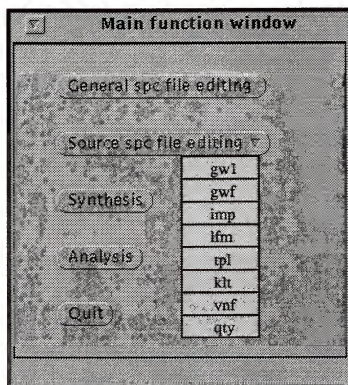 Main function window
General spc file editing
Source spc file editing
gwl
gwf
imp
lfm
tpl
klt
vnf
qty
Synthesis
Analysis
Quit